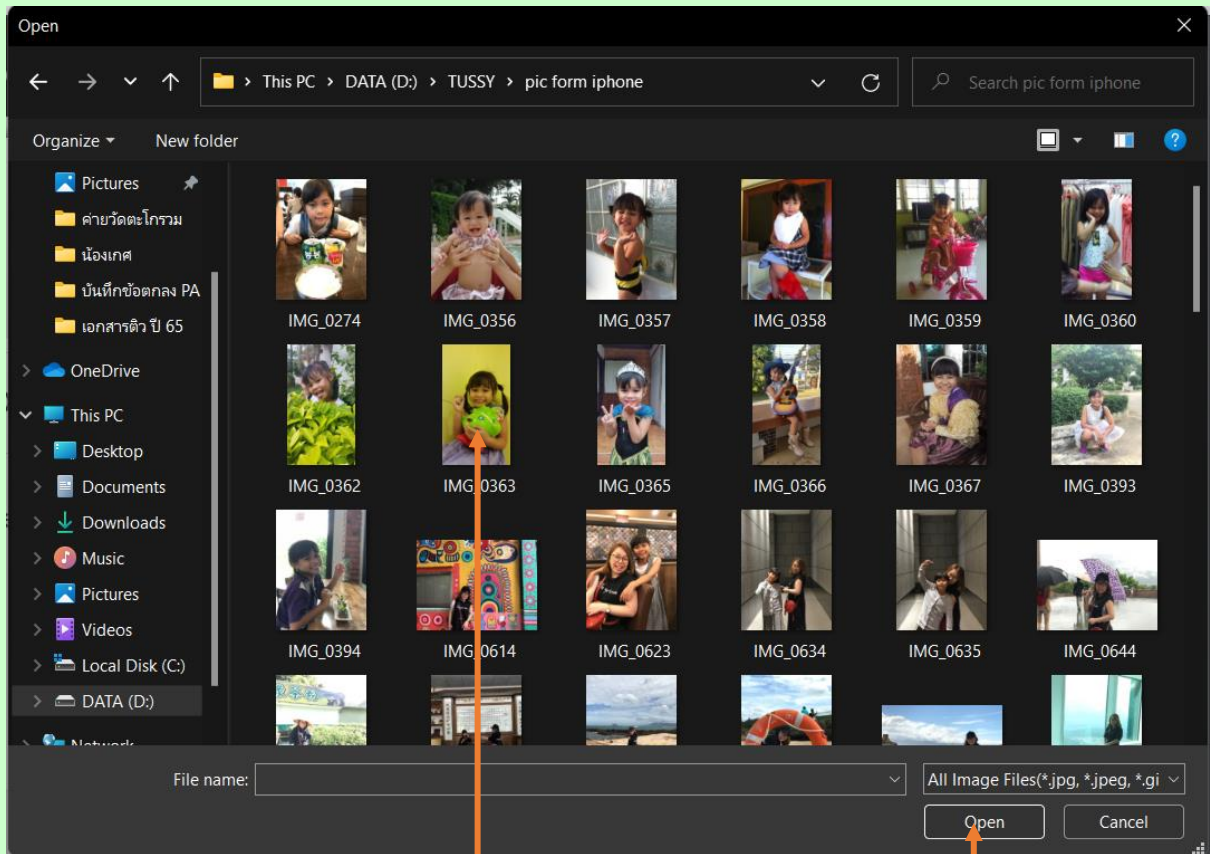 Open
This PC > DATA (D:) > TUSSY > pic form iphone
Search pic form iphone
Organize
New folder
Pictures
ค่ายวัดตะโกรวม
น้องเกศ
บันทึกข้อตกลง PA
เอกสารติว ปี 65
OneDrive
This PC
Desktop
Documents
Downloads
Music
Pictures
Videos
Local Disk (C:)
DATA (D:)
Network
IMG_0274 IMG_0356 IMG_0357 IMG_0358 IMG_0359 IMG_0360
IMG_0362 IMG_0363 IMG_0365 IMG_0366 IMG_0367 IMG_0393
IMG_0394 IMG_0614 IMG_0623 IMG_0634 IMG_0635 IMG_0644
File name:
All Image Files(*.jpg, *.jpeg, *.gi
Open Cancel